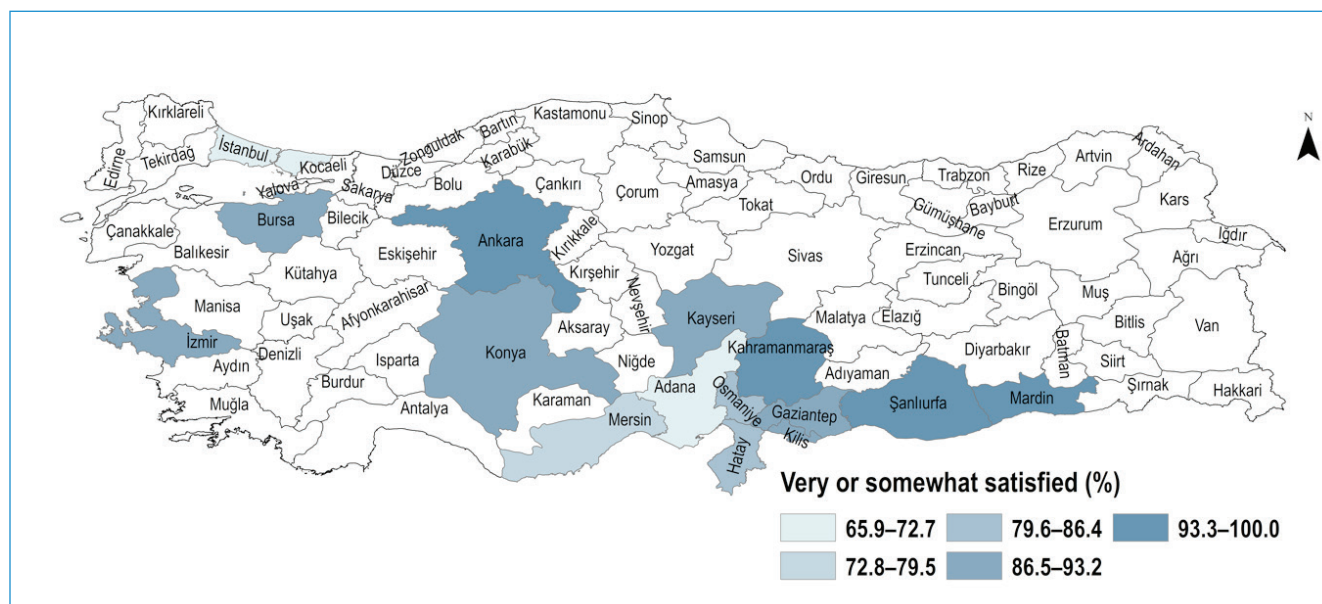 N
Kırklareli
Edirne
Tekirdağ
İstanbul
Kocaeli
Yalova
Sakarya
Düzce
Zonguldak
Bartın
Karabük
Kastamonu
Sinop
Samsun
Bolu
Çankırı
Çorum
Amasya
Tokat
Ordu
Giresun
Trabzon
Rize
Artvin
Ardahan
Gümüşhane
Bayburt
Erzurum
Kars
Iğdır
Ağrı
Çanakkale
Balıkesir
Bursa
Bilecik
Eskişehir
Kütahya
Ankara
Kırıkkale
Kırşehir
Yozgat
Sivas
Erzincan
Tunceli
Bingöl
Muş
Bitlis
Van
Manisa
Uşak
Afyonkarahisar
İzmir
Aydın
Denizli
Isparta
Burdur
Muğla
Antalya
Konya
Aksaray
Nevşehir
Niğde
Kayseri
Karaman
Mersin
Adana
Kahramanmaraş
Malatya
Elazığ
Adıyaman
Diyarbakır
Batman
Siirt
Şırnak
Hakkari
Osmaniye
Gaziantep
Kilis
Hatay
Şanlıurfa
Mardin
Very or somewhat satisfied (%)
65.9–72.7
79.6–86.4
93.3–100.0
72.8–79.5
86.5–93.2